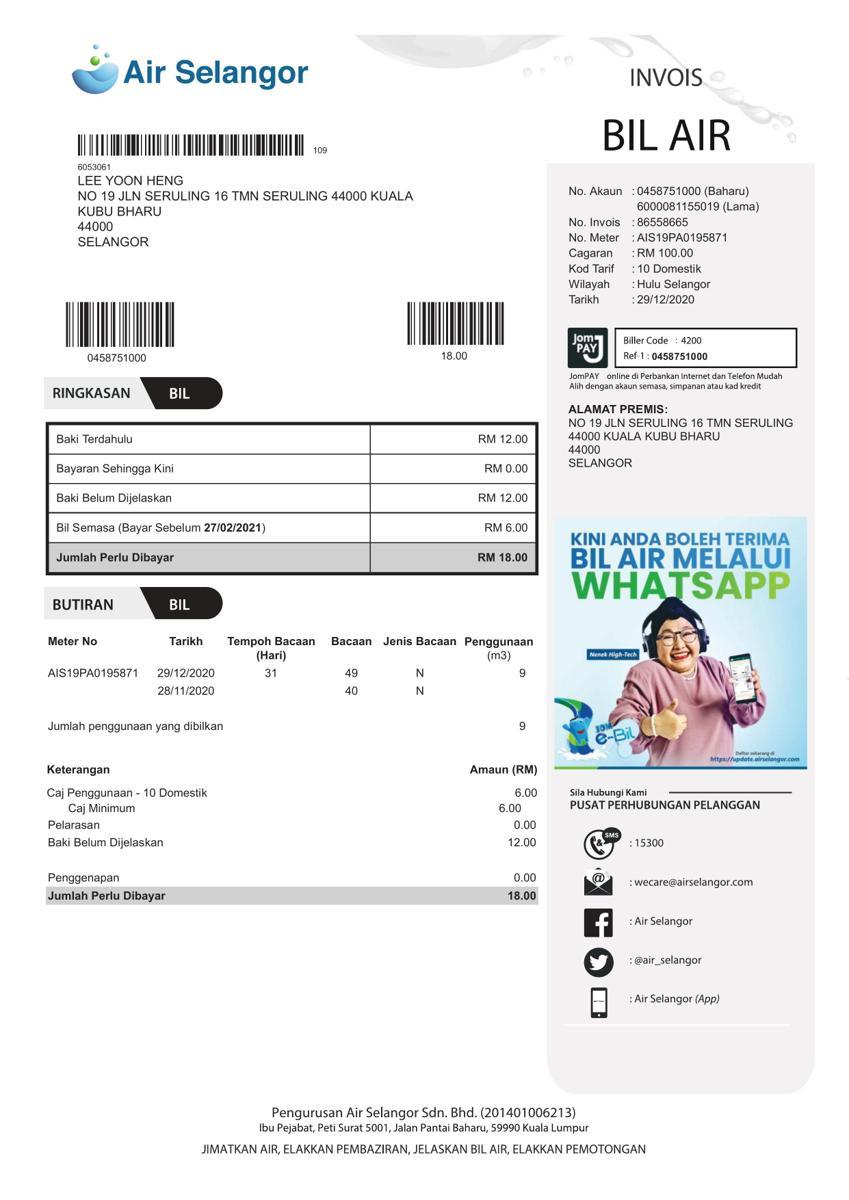 Air Selangor
INVOIS
BIL AIR
109
6053061
LEE YOON HENG
NO 19 JLN SERULING 16 TMN SERULING 44000 KUALA
KUBU BHARU
44000
SELANGOR
0458751000
18.00
No. Akaun : 0458751000 (Baharu)
6000081155019 (Lama)
No. Invois : 86558665
No. Meter : AIS19PA0195871
Cagaran : RM 100.00
Kod Tarif : 10 Domestik
Wilayah : Hulu Selangor
Tarikh : 29/12/2020
Jom PAY
Biller Code : 4200
Ref-1 : 0458751000
JomPAY online di Perbankan Internet dan Telefon Mudah
Alih dengan akaun semasa, simpanan atau kad kredit
ALAMAT PREMIS:
NO 19 JLN SERULING 16 TMN SERULING
44000 KUALA KUBU BHARU
44000
SELANGOR
RINGKASAN BIL
Baki Terdahulu RM 12.00
Bayaran Sehingga Kini RM 0.00
Baki Belum Dijelaskan RM 12.00
Bil Semasa (Bayar Sebelum 27/02/2021) RM 6.00
Jumlah Perlu Dibayar RM 18.00
BUTIRAN BIL
Meter No Tarikh Tempoh Bacaan Bacaan Jenis Bacaan Penggunaan
(Hari) (m3)
AIS19PA0195871 29/12/2020 31 49 N 9
28/11/2020 40 N
Jumlah penggunaan yang dibilkan 9
Keterangan Amaun (RM)
Caj Penggunaan - 10 Domestik 6.00
Caj Minimum 6.00
Pelarasan 0.00
Baki Belum Dijelaskan 12.00
Penggenapan 0.00
Jumlah Perlu Dibayar 18.00
KINI ANDA BOLEH TERIMA
BIL AIR MELALUI
WHATSAPP
Nenek High-Tech
JOM
e-Bil
Daftar sekarang di
https://update.airselangor.com
Sila Hubungi Kami
PUSAT PERHUBUNGAN PELANGGAN
SMS
&
: 15300
@
: wecare@airselangor.com
f
: Air Selangor
: @air_selangor
: Air Selangor (App)
Pengurusan Air Selangor Sdn. Bhd. (201401006213)
Ibu Pejabat, Peti Surat 5001, Jalan Pantai Baharu, 59990 Kuala Lumpur
JIMATKAN AIR, ELAKKAN PEMBAZIRAN, JELASKAN BIL AIR, ELAKKAN PEMOTONGAN